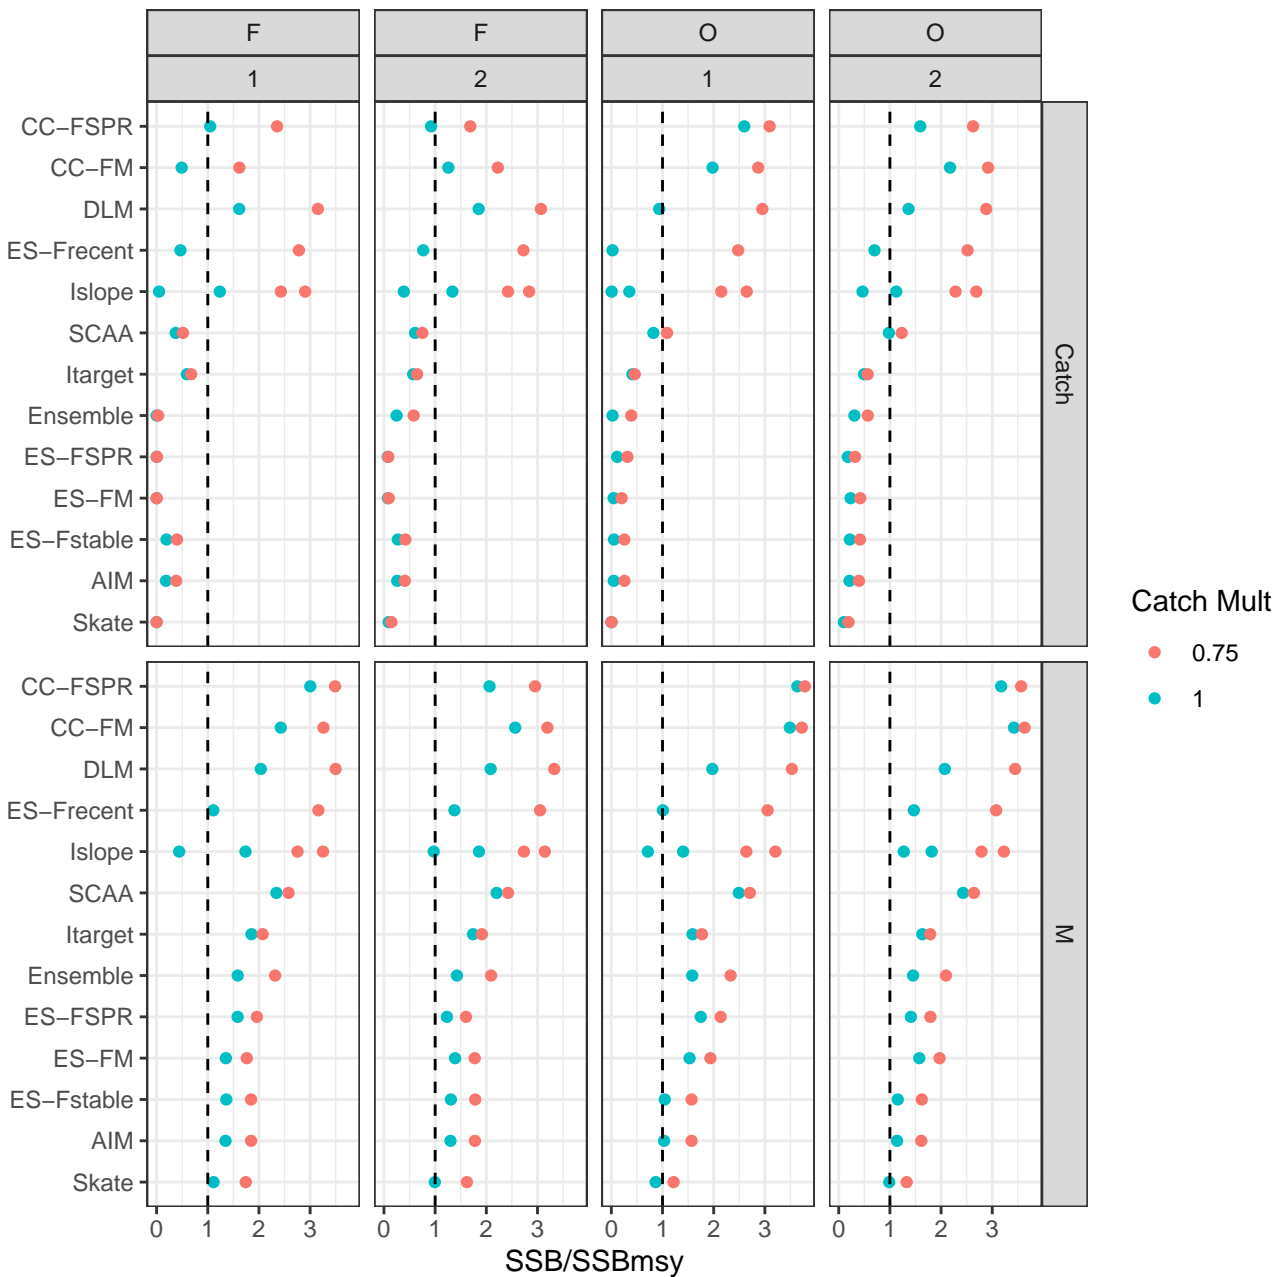 F F O O
1 2 1 2
CC−FSPR
CC−FM
DLM
ES−Frecent
Islope
SCAA
Itarget
Ensemble
ES−FSPR
ES−FM
ES−Fstable
AIM
Skate
Catch
CC−FSPR
CC−FM
DLM
ES−Frecent
Islope
SCAA
Itarget
Ensemble
ES−FSPR
ES−FM
ES−Fstable
AIM
Skate
M
0 1 2 3 0 1 2 3 0 1 2 3 0 1 2 3
SSB/SSBmsy
Catch Mult
0.75
1